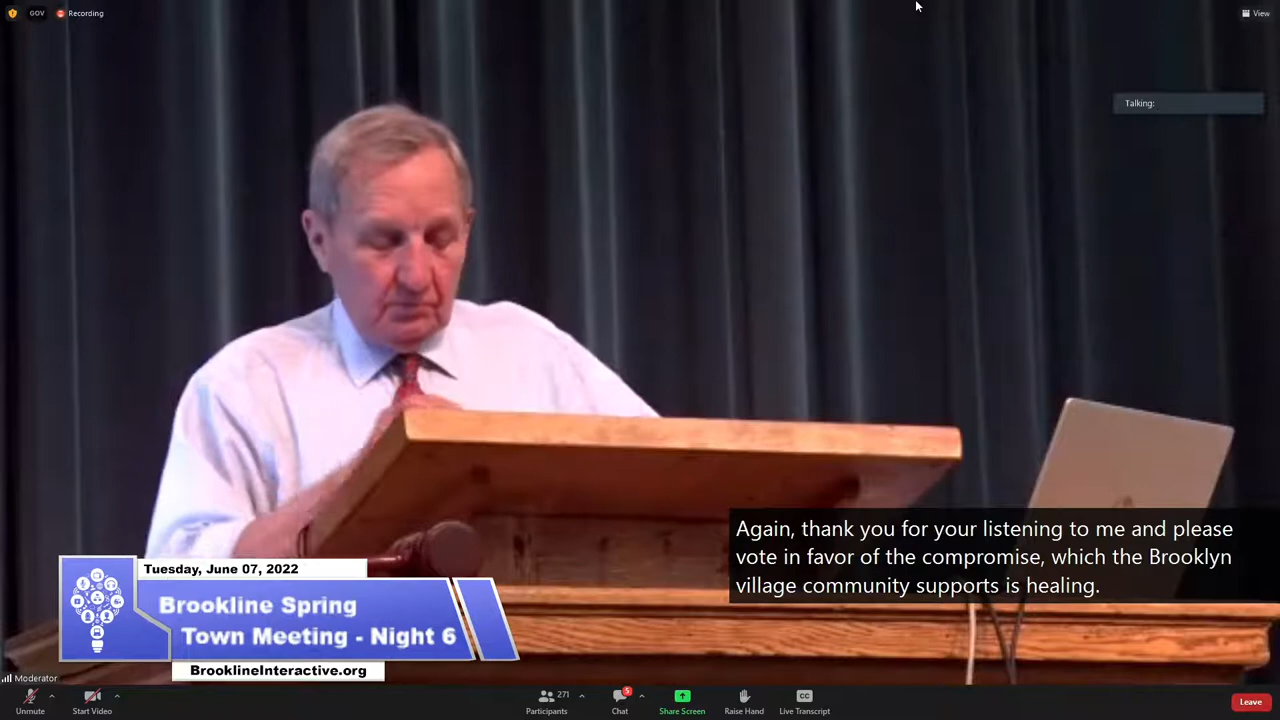 GOV
Recording
View
Talking:
Again, thank you for your listening to me and please
vote in favor of the compromise, which the Brooklyn
village community supports is healing.
Tuesday, June 07, 2022
Brookline Spring
Town Meeting - Night 6
BrooklineInteractive.org
Moderator
Unmute
Start Video
271
Participants
5
Chat
Share Screen
Raise Hand
CC
Live Transcript
Leave